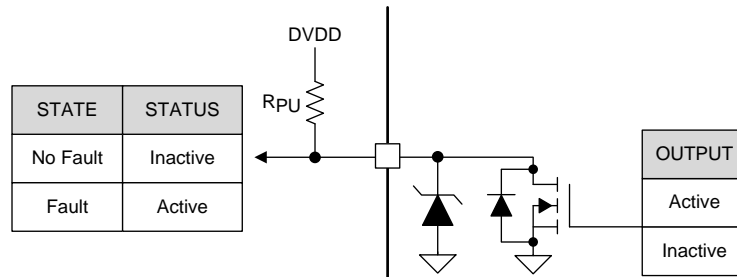 DVDD
RPU
STATE STATUS
No Fault Inactive
Fault Active
OUTPUT
Active
Inactive